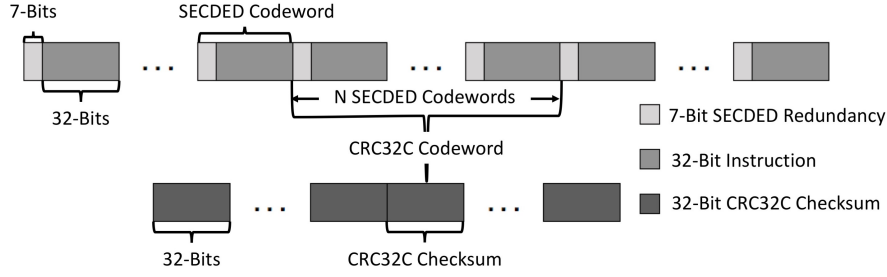 7-Bits
SECDED Codeword
. . .
. . .
. . .
N SECDED Codewords
32-Bits
7-Bit SECDED Redundancy
CRC32C Codeword
32-Bit Instruction
. . .
. . .
32-Bit CRC32C Checksum
32-Bits
CRC32C Checksum